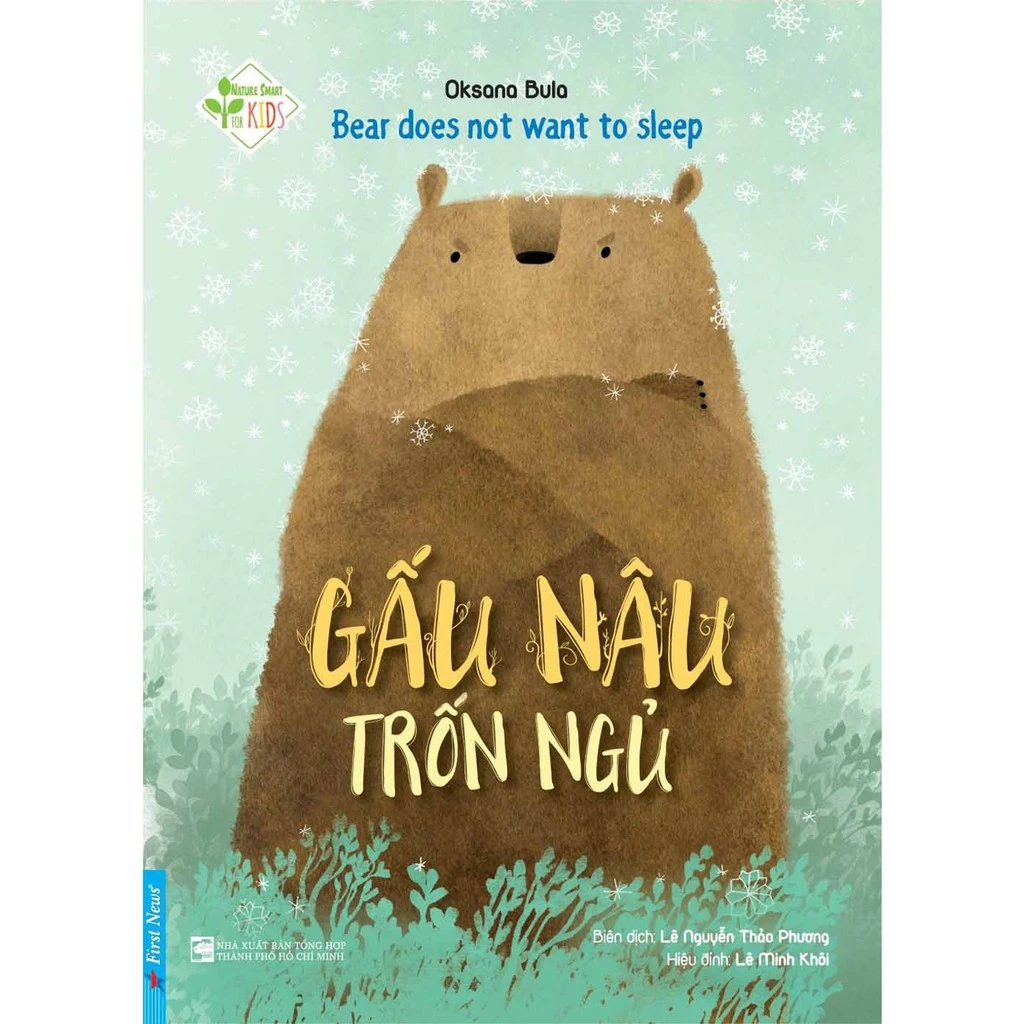 NATURE SMART
FOR KIDS
Oksana Bula
Bear does not want to sleep
GẤU NÂU
TRỐN NGỦ
Biên dịch: Lê Nguyễn Thảo Phương
Hiệu đính: Lê Minh Khôi
NHÀ XUẤT BẢN TỔNG HỢP
THÀNH PHỐ HỒ CHÍ MINH
First News®